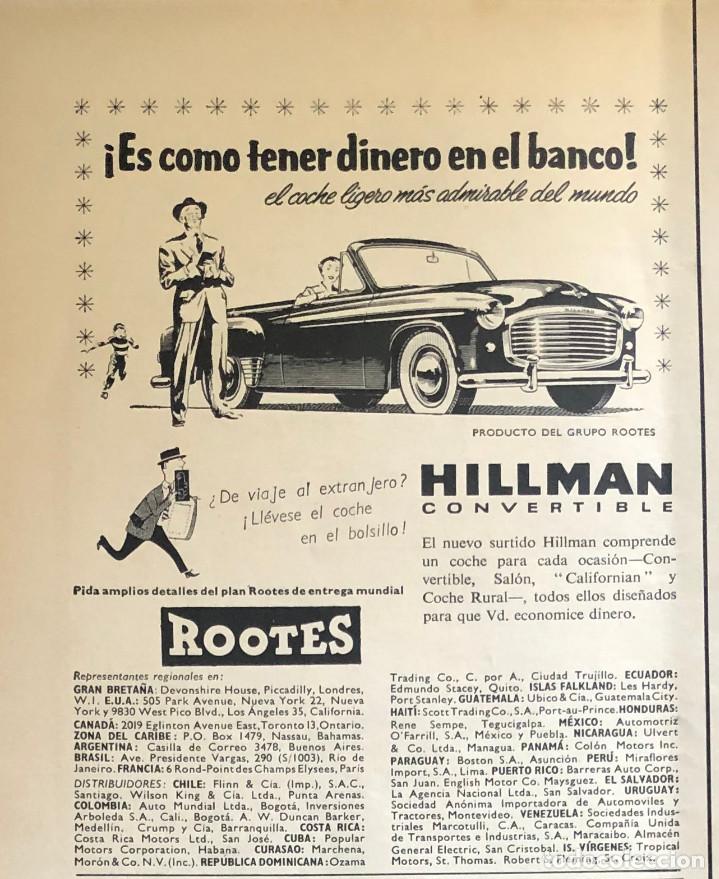 ¡Es como tener dinero en el banco!
el coche ligero más admirable del mundo
HILLMAN
PRODUCTO DEL GRUPO ROOTES
¿De viaje al extranjero?
¡Llévese el coche
en el bolsillo!
Pida amplios detalles del plan Rootes de entrega mundial
ROOTES
HILLMAN
CONVERTIBLE
El nuevo surtido Hillman comprende
un coche para cada ocasión—Con-
vertible, Salón, "Californian" y
Coche Rural—, todos ellos diseñados
para que Vd. economice dinero.
Representantes regionales en:
GRAN BRETAÑA: Devonshire House, Piccadilly, Londres,
W.I. E.U.A.: 505 Park Avenue, Nueva York 22, Nueva
York y 9830 West Pico Blvd., Los Angeles 35, California.
CANADÁ: 2019 Eglinton Avenue East, Toronto 13, Ontario.
ZONA DEL CARIBE: P.O. Box 1479, Nassau, Bahamas.
ARGENTINA: Casilla de Correo 3478, Buenos Aires.
BRASIL: Ave. Presidente Vargas, 290 (S/1003), Rio de
Janeiro. FRANCIA: 6 Rond-Point des Champs Elysees, Paris
DISTRIBUIDORES: CHILE: Flinn & Cía. (Imp.), S.A.C.,
Santiago. Wilson King & Cía. Ltda., Punta Arenas.
COLOMBIA: Auto Mundial Ltda., Bogotá, Inversiones
Arboleda S.A., Cali., Bogotá. A. W. Duncan Barker,
Medellín, Crump y Cía, Barranquilla. COSTA RICA:
Costa Rica Motors Ltd., San José. CUBA: Popular
Motors Corporation, Habana. CURASAO: Marchena,
Morón & Co. N.V. (Inc.). REPÚBLICA DOMINICANA: Ozama
Trading Co., C. por A., Ciudad Trujillo. ECUADOR:
Edmundo Stacey, Quito. ISLAS FALKLAND: Les Hardy,
Port Stanley. GUATEMALA: Ubico & Cía., Guatemala City.
HAITÍ: Scott Trading Co., S.A., Port-au-Prince. HONDURAS:
Rene Sempe, Tegucigalpa. MÉXICO: Automotriz
O'Farrill, S.A., México y Puebla. NICARAGUA: Ulvert
& Co. Ltda., Managua. PANAMÁ: Colón Motors Inc.
PARAGUAY: Boston S.A., Asunción PERÚ: Miraflores
Import, S.A., Lima. PUERTO RICO: Barreras Auto Corp.,
San Juan. English Motor Co. Maysguez. EL SALVADOR:
La Agencia Nacional Ltd., San Salvador. URUGUAY:
Sociedad Anónima Importadora de Automoviles y
Tractores, Montevideo. VENEZUELA: Sociedades Indus-
triales Marcotulli, C.A., Caracas. Compañía Unida
de Transportes e Industrias, S.A., Maracaibo. Almacén
General Electric, San Cristobal. IS. VÍRGENES: Tropical
Motors, St. Thomas. Robert L. Fleming, St. Croix.
todocoleccion